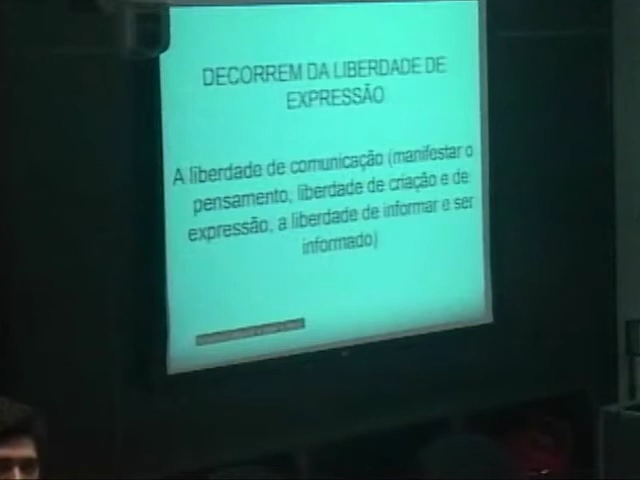 DECORREM DA LIBERDADE DE
EXPRESSÃO
A liberdade de comunicação (manifestar o
pensamento, liberdade de criação e de
expressão, a liberdade de informar e ser
informado)